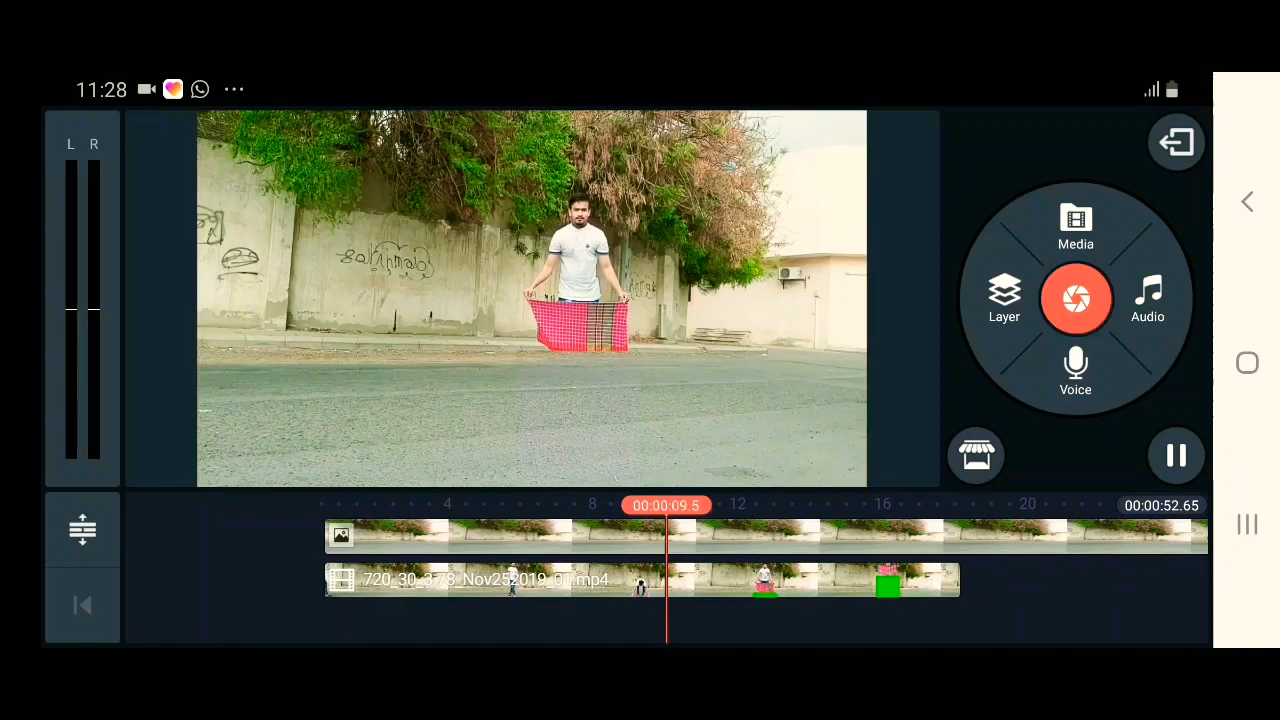 11:28
L R
Media
Layer
Audio
Voice
4 8 00:00:09.5 12 16 20 00:00:52.65
720_30_3.78_Nov252019_01.mp4